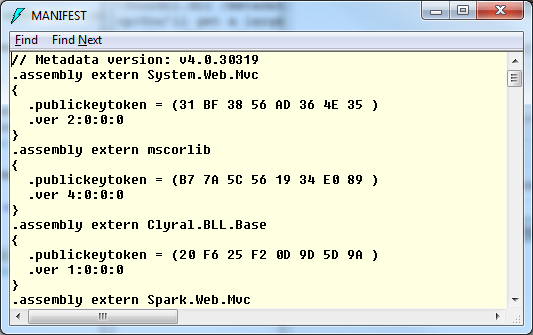 MANIFEST
Find Find Next
// Metadata version: v4.0.30319
.assembly extern System.Web.Mvc
{
.publickeytoken = (31 BF 38 56 AD 36 4E 35 )
.ver 2:0:0:0
}
.assembly extern mscorlib
{
.publickeytoken = (B7 7A 5C 56 19 34 E0 89 )
.ver 4:0:0:0
}
.assembly extern Clyral.BLL.Base
{
.publickeytoken = (20 F6 25 F2 0D 9D 5D 9A )
.ver 1:0:0:0
}
.assembly extern Spark.Web.Mvc